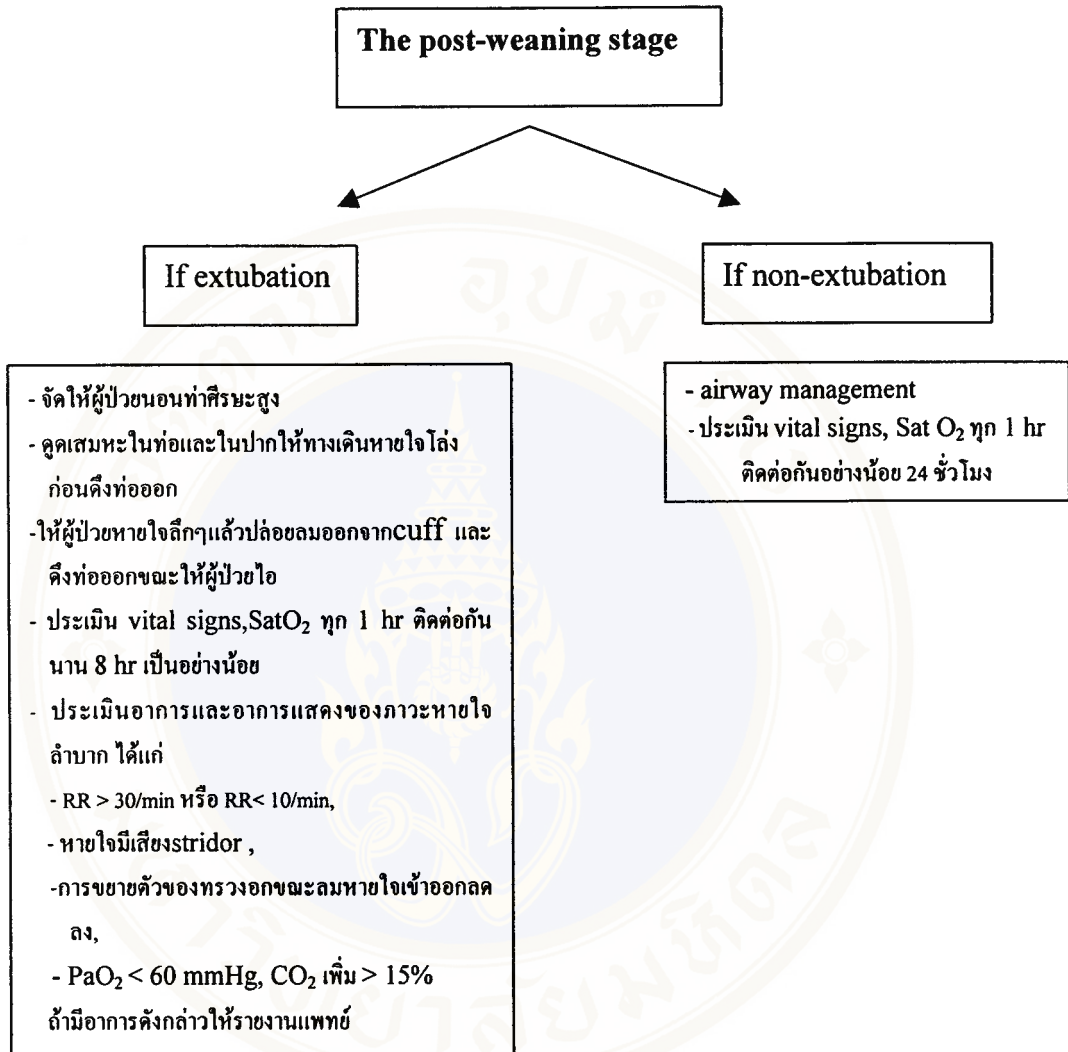 The post-weaning stage
If extubation
If non-extubation
- จัดให้ผู้ป่วยนอนท่าศีรษะสูง
- ดูดเสมหะในท่อและในปากให้ทางเดินหายใจโล่ง
ก่อนดึงท่อออก
-ให้ผู้ป่วยหายใจลึกๆแล้วปล่อยลมออกจากcuff และ
ดึงท่อออกขณะให้ผู้ป่วยไอ
- ประเมิน vital signs,SatO₂ ทุก 1 hr ติดต่อกัน
นาน 8 hr เป็นอย่างน้อย
- ประเมินอาการและอาการแสดงของภาวะหายใจ
ลำบาก ได้แก่
- RR > 30/min หรือ RR< 10/min,
- หายใจมีเสียงstridor ,
-การขยายตัวของทรวงอกขณะลมหายใจเข้าออกลด
ลง,
- PaO₂ < 60 mmHg, CO₂ เพิ่ม > 15%
ถ้ามีอาการดังกล่าวให้รายงานแพทย์
- airway management
- ประเมิน vital signs, Sat O₂ ทุก 1 hr
ติดต่อกันอย่างน้อย 24 ชั่วโมง